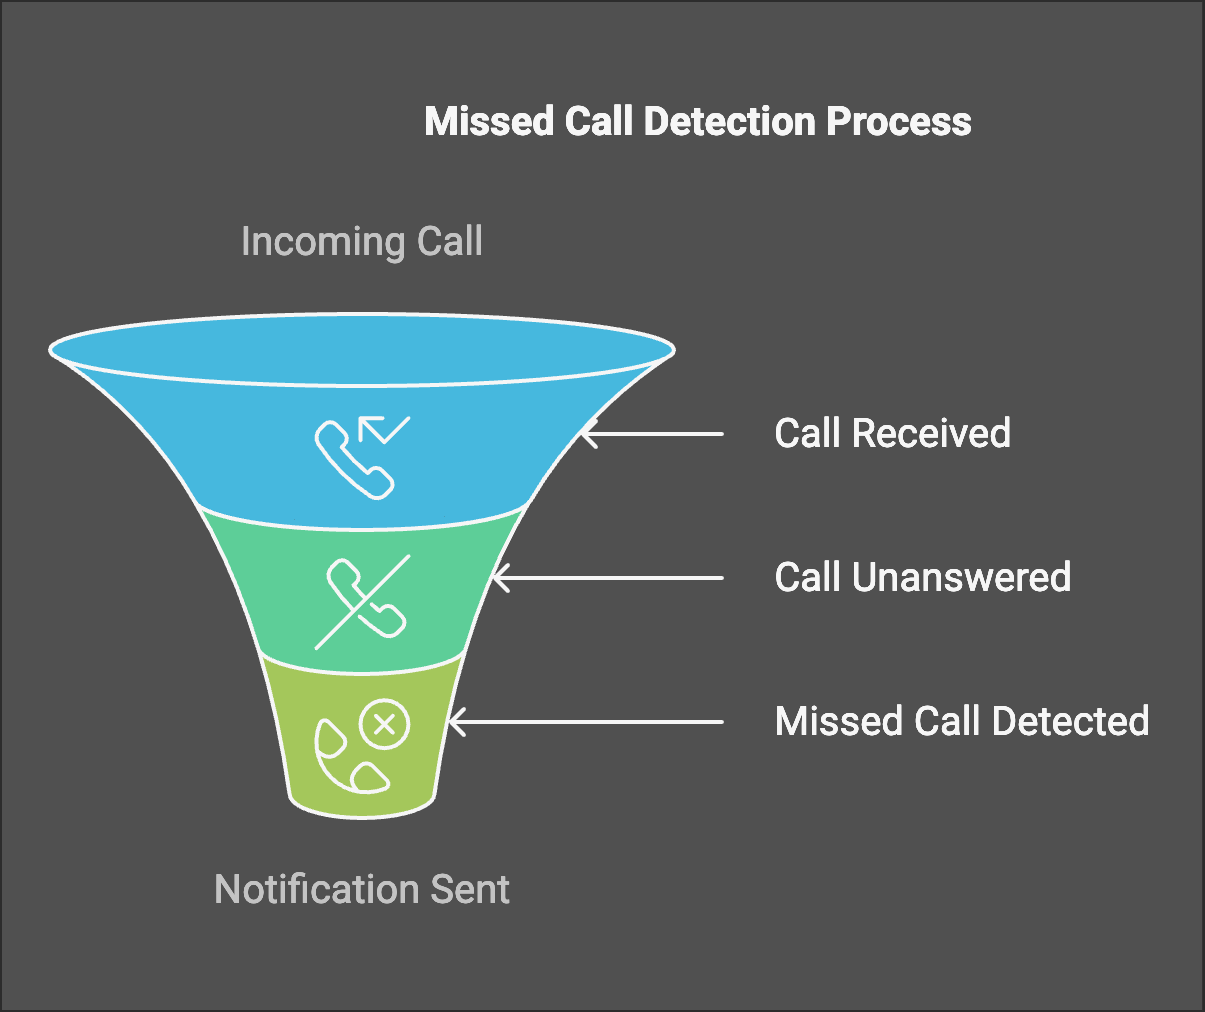 Missed Call Detection Process
Incoming Call
Call Received
Call Unanswered
Missed Call Detected
Notification Sent